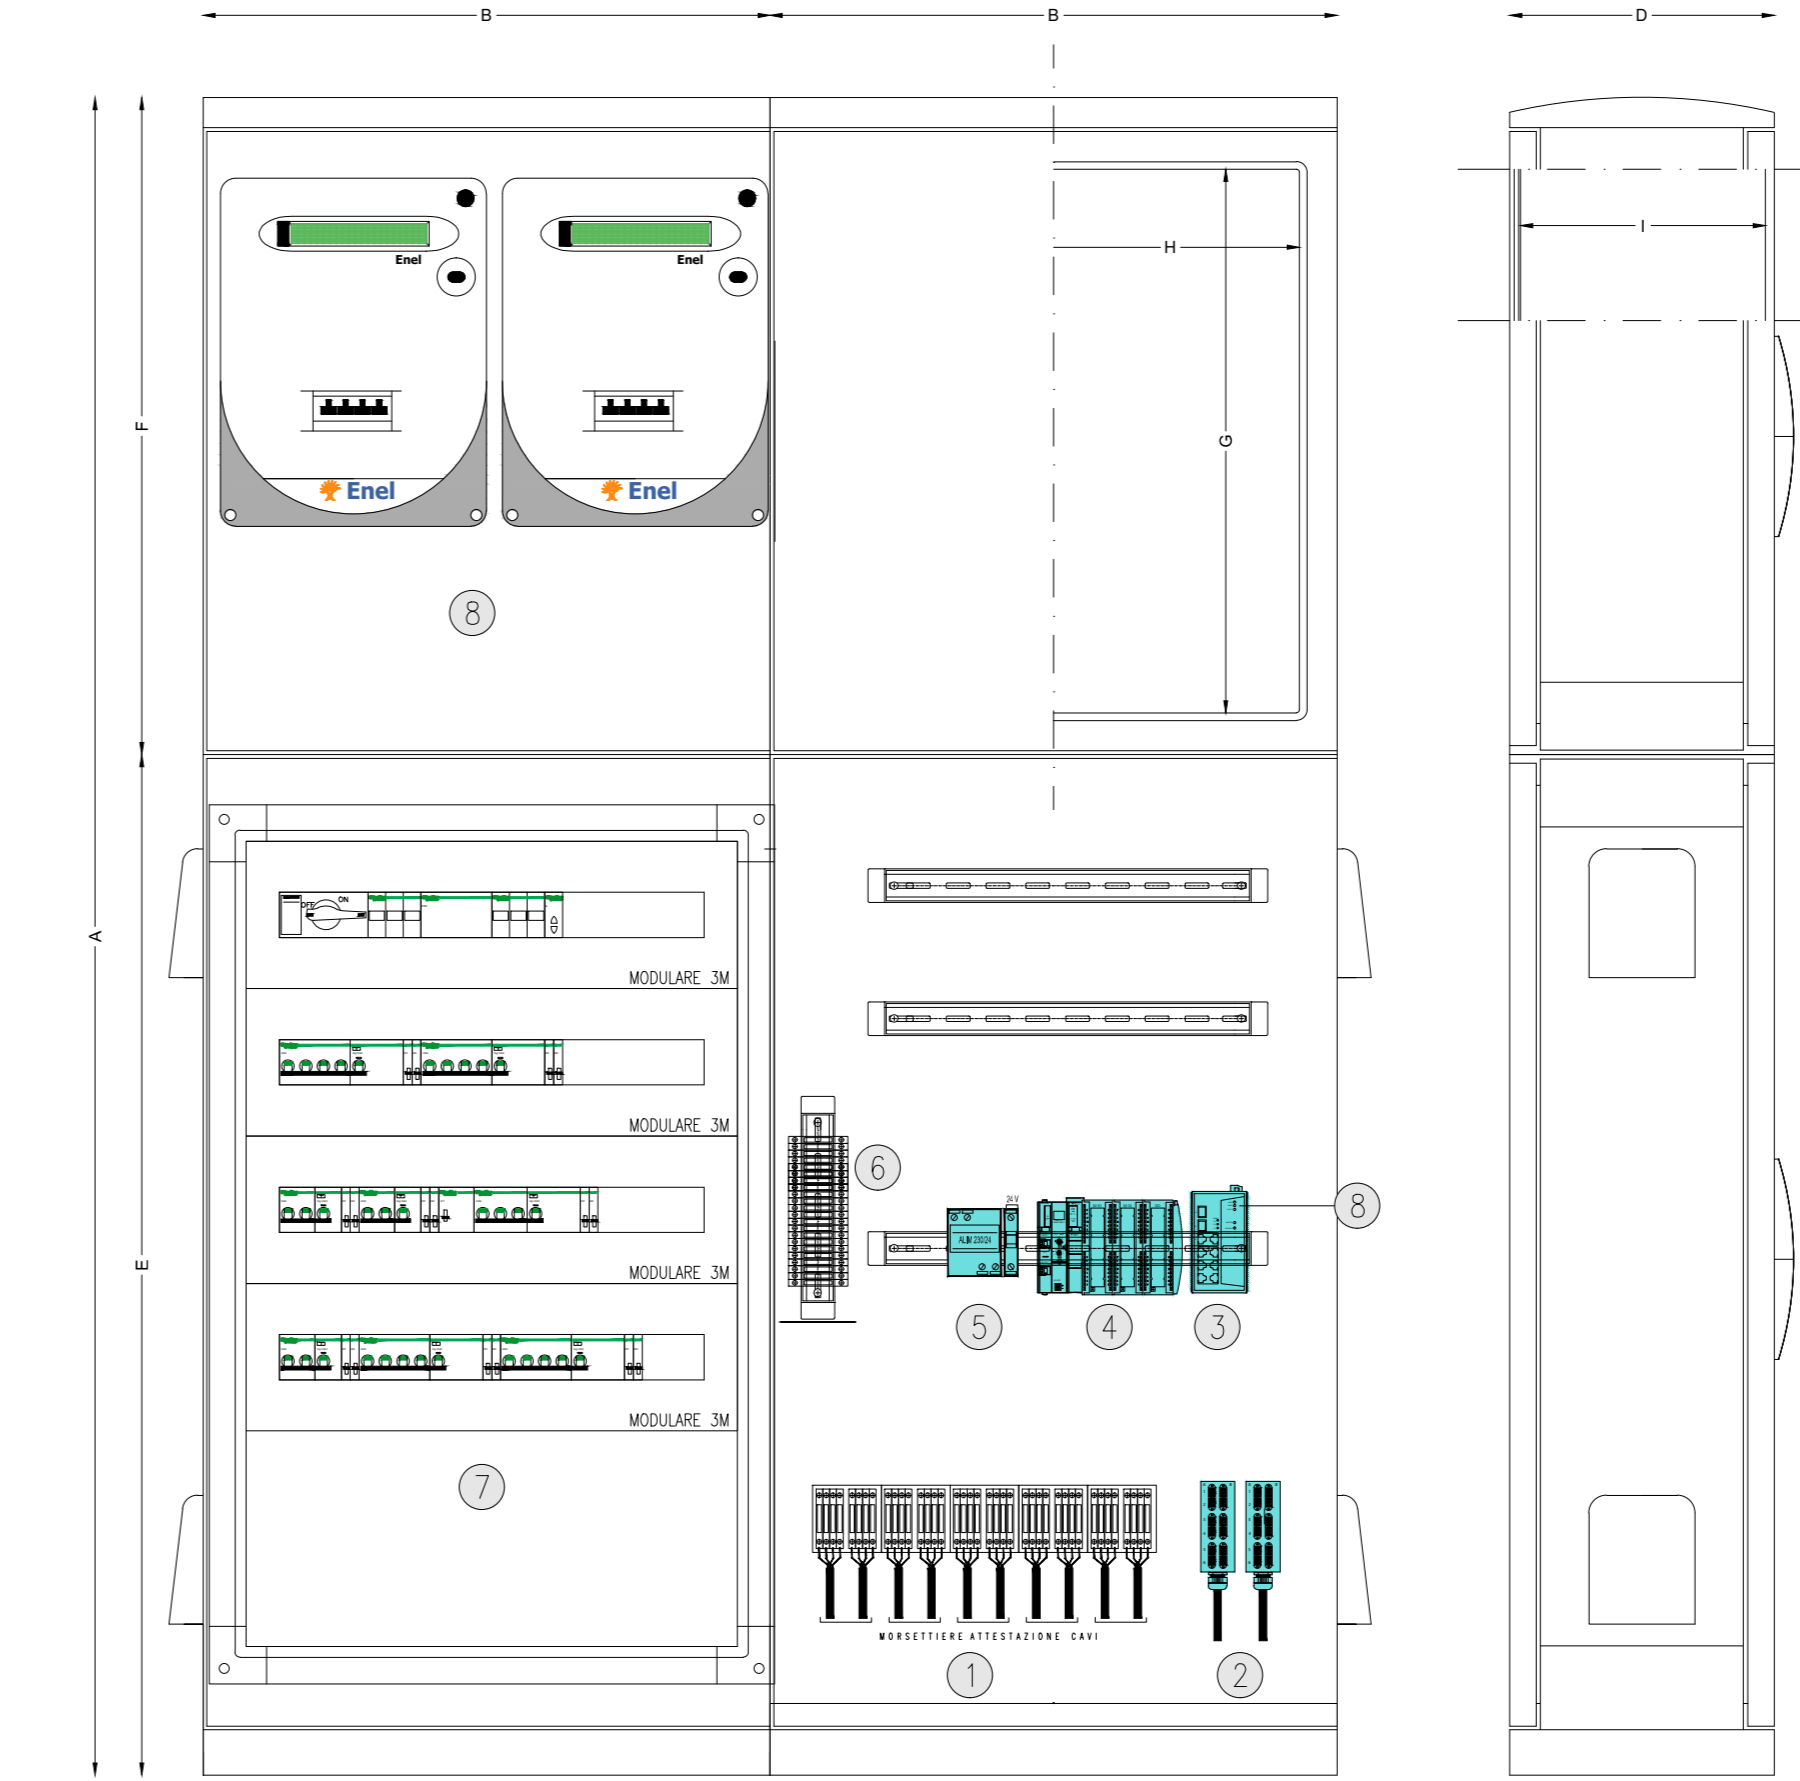 B
B
D
A
F
H
I
G
Enel
Enel
Enel
Enel
8
E
OFF
ON
MODULARE 3M
MODULARE 3M
MODULARE 3M
MODULARE 3M
7
6
24 V
ALIM 230/24
8
5
4
3
MORSETTIERE ATTESTAZIONE CAVI
1
2